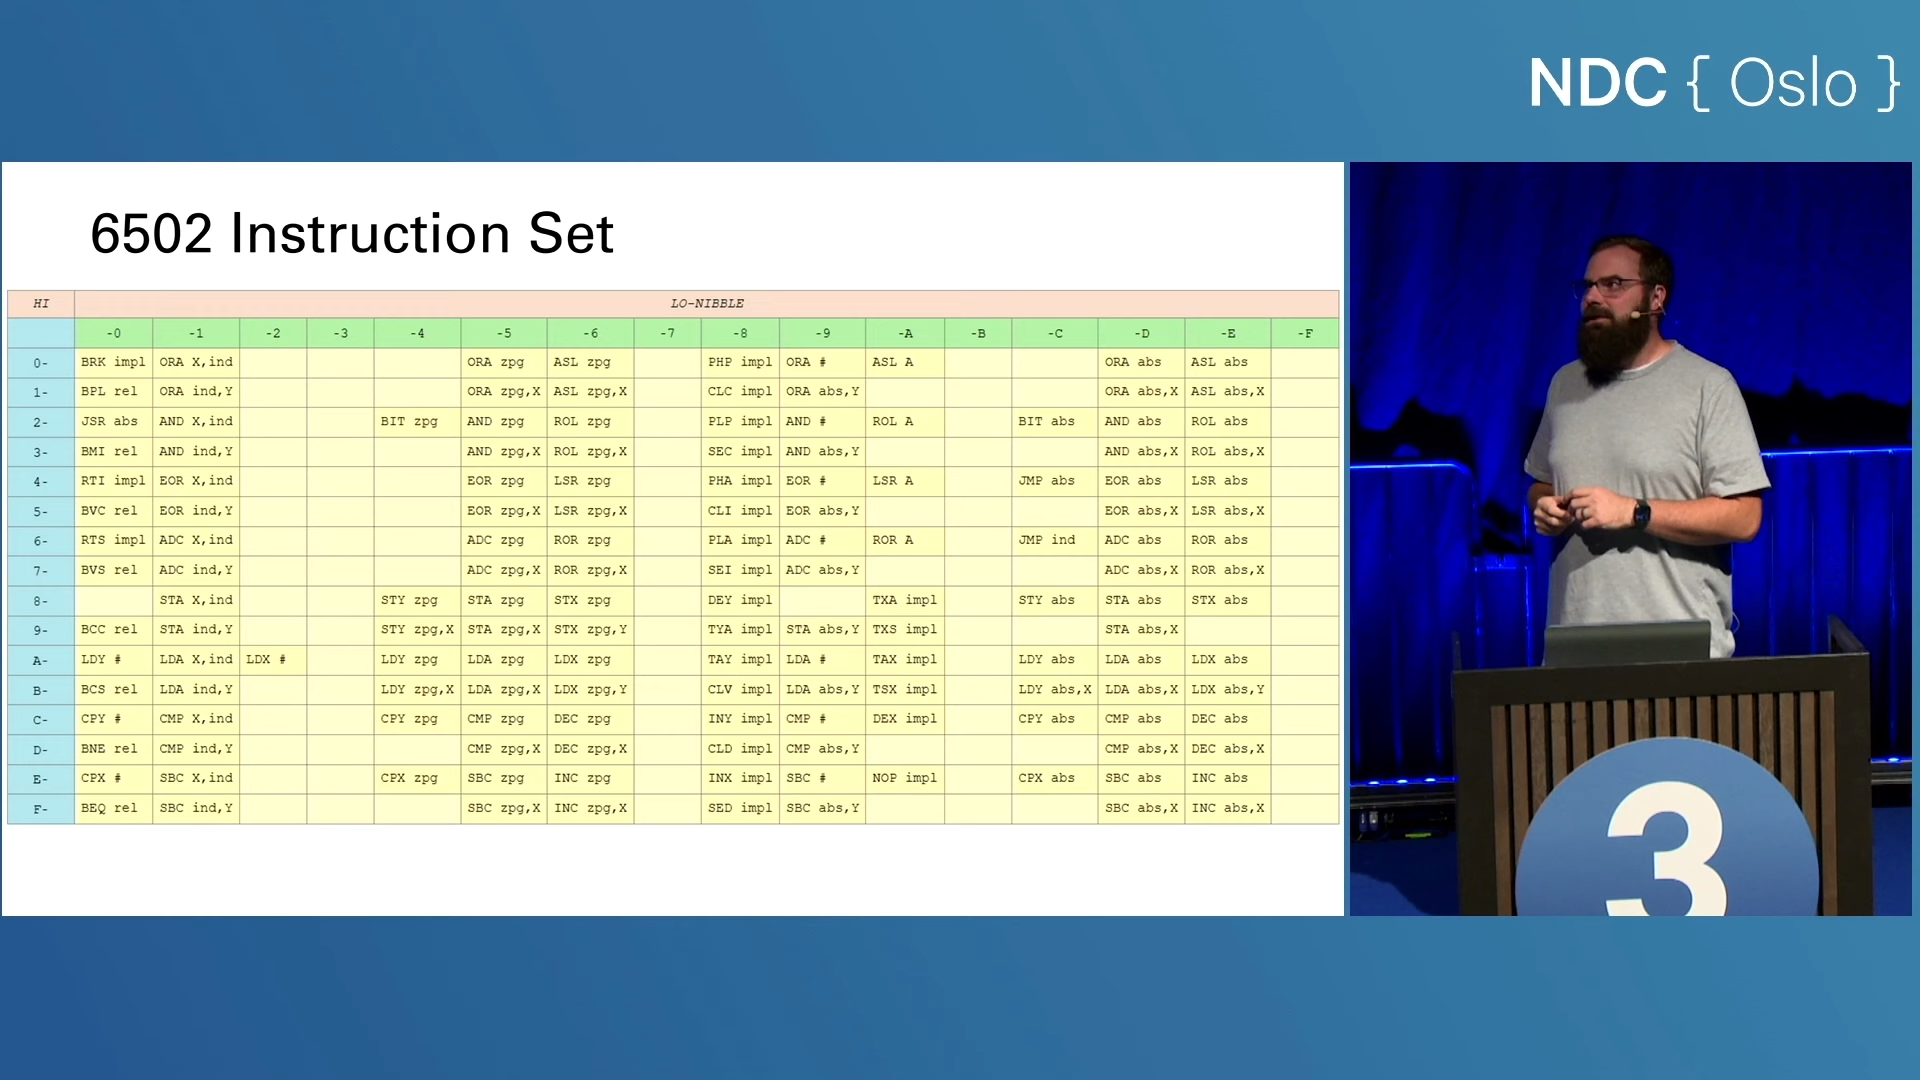 NDC { Oslo }
6502 Instruction Set
HI LO-NIBBLE
-0 -1 -2 -3 -4 -5 -6 -7 -8 -9 -A -B -C -D -E -F
0- BRK impl ORA X,ind ORA zpg ASL zpg PHP impl ORA # ASL A ORA abs ASL abs
1- BPL rel ORA ind,Y ORA zpg,X ASL zpg,X CLC impl ORA abs,Y ORA abs,X ASL abs,X
2- JSR abs AND X,ind BIT zpg AND zpg ROL zpg PLP impl AND # ROL A BIT abs AND abs ROL abs
3- BMI rel AND ind,Y AND zpg,X ROL zpg,X SEC impl AND abs,Y AND abs,X ROL abs,X
4- RTI impl EOR X,ind EOR zpg LSR zpg PHA impl EOR # LSR A JMP abs EOR abs LSR abs
5- BVC rel EOR ind,Y EOR zpg,X LSR zpg,X CLI impl EOR abs,Y EOR abs,X LSR abs,X
6- RTS impl ADC X,ind ADC zpg ROR zpg PLA impl ADC # ROR A JMP ind ADC abs ROR abs
7- BVS rel ADC ind,Y ADC zpg,X ROR zpg,X SEI impl ADC abs,Y ADC abs,X ROR abs,X
8- STA X,ind STY zpg STA zpg STX zpg DEY impl TXA impl STY abs STA abs STX abs
9- BCC rel STA ind,Y STY zpg,X STA zpg,X STX zpg,Y TYA impl STA abs,Y TXS impl STA abs,X
A- LDY # LDA X,ind LDX # LDY zpg LDA zpg LDX zpg TAY impl LDA # TAX impl LDY abs LDA abs LDX abs
B- BCS rel LDA ind,Y LDY zpg,X LDA zpg,X LDX zpg,Y CLV impl LDA abs,Y TSX impl LDY abs,X LDA abs,X LDX abs,Y
C- CPY # CMP X,ind CPY zpg CMP zpg DEC zpg INY impl CMP # DEX impl CPY abs CMP abs DEC abs
D- BNE rel CMP ind,Y CMP zpg,X DEC zpg,X CLD impl CMP abs,Y CMP abs,X DEC abs,X
E- CPX # SBC X,ind CPX zpg SBC zpg INC zpg INX impl SBC # NOP impl CPX abs SBC abs INC abs
F- BEQ rel SBC ind,Y SBC zpg,X INC zpg,X SED impl SBC abs,Y SBC abs,X INC abs,X
3